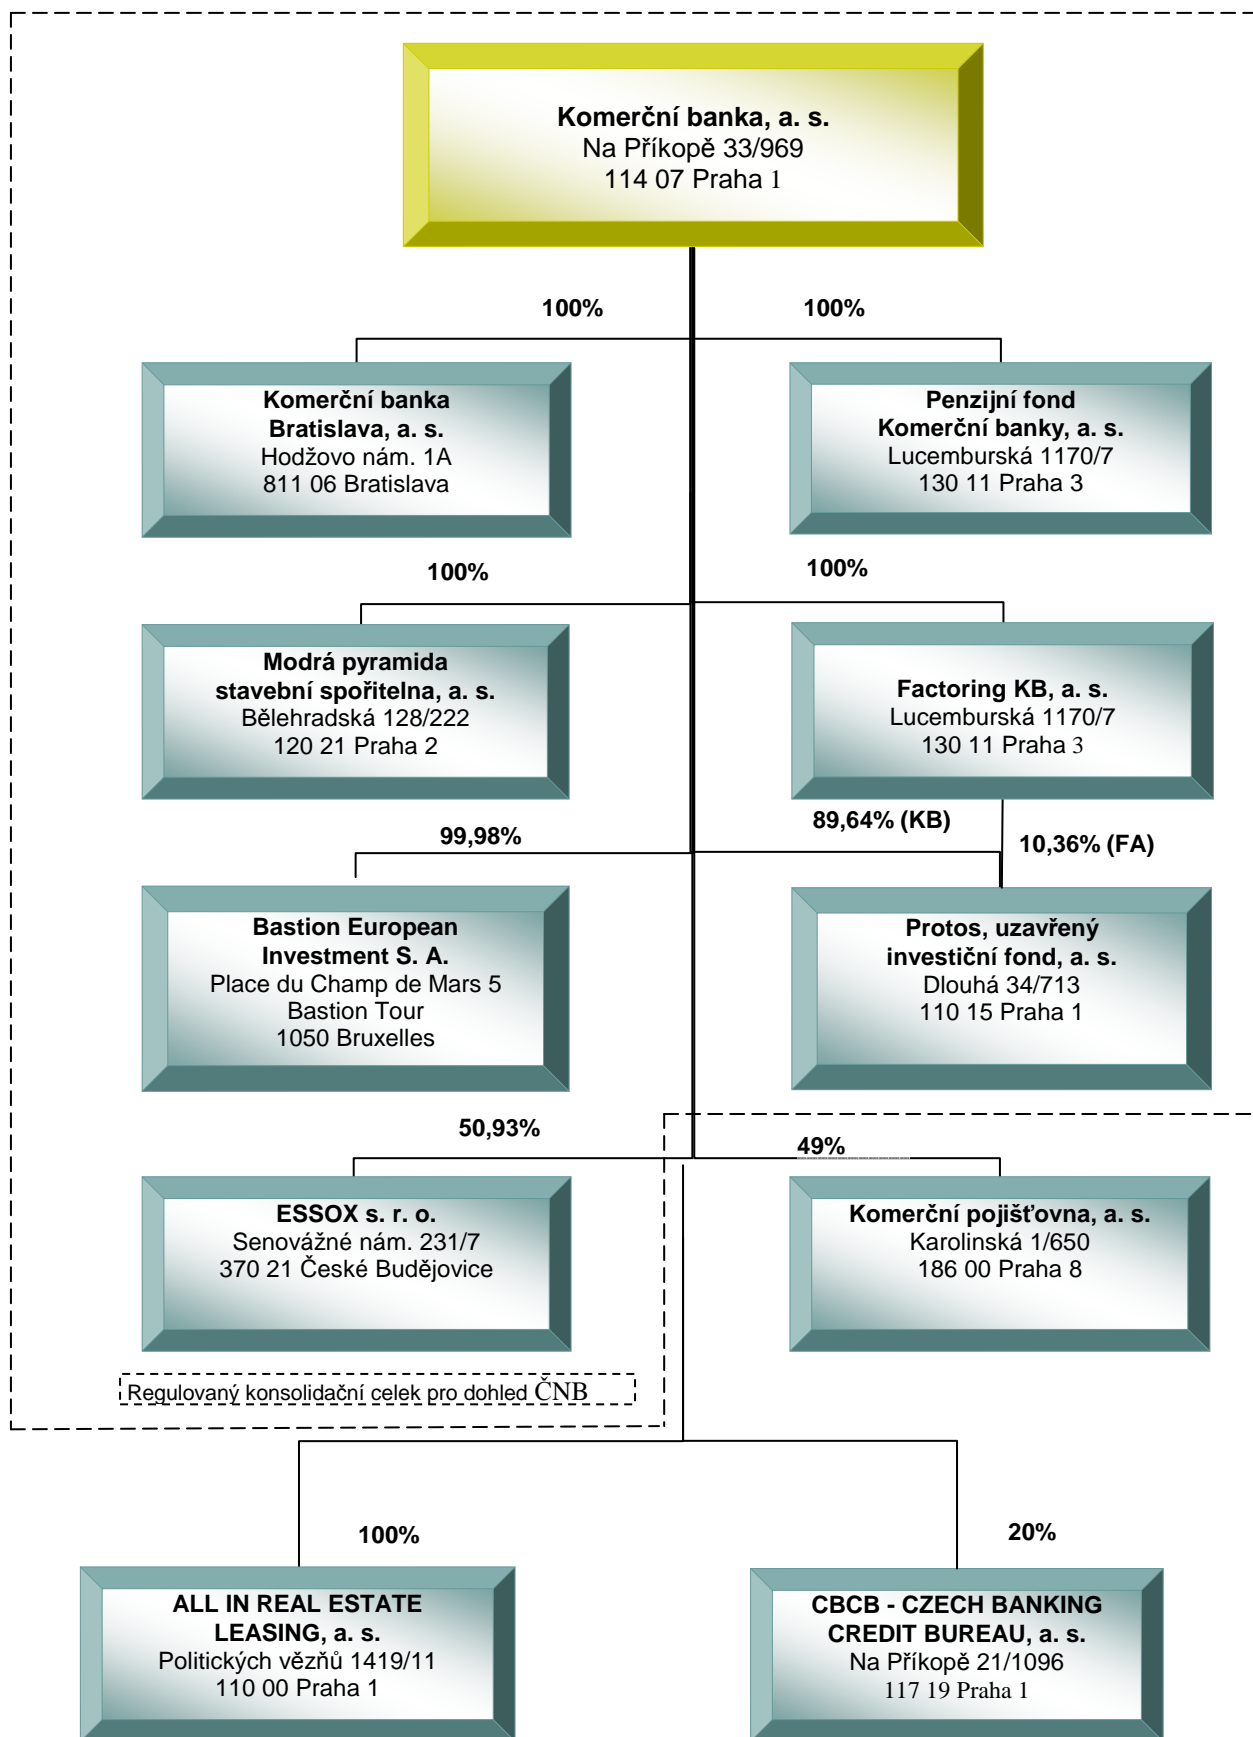 Komerční banka, a. s.
Na Příkopě 33/969
114 07 Praha 1
100%
100%
Komerční banka
Bratislava, a. s.
Hodžovo nám. 1A
811 06 Bratislava
Penzijní fond
Komerční banky, a. s.
Lucemburská 1170/7
130 11 Praha 3
100%
100%
Modrá pyramida
stavební spořitelna, a. s.
Bělehradská 128/222
120 21 Praha 2
Factoring KB, a. s.
Lucemburská 1170/7
130 11 Praha 3
99,98%
89,64% (KB)
10,36% (FA)
Bastion European
Investment S. A.
Place du Champ de Mars 5
Bastion Tour
1050 Bruxelles
Protos, uzavřený
investiční fond, a. s.
Dlouhá 34/713
110 15 Praha 1
50,93%
49%
ESSOX s. r. o.
Senovážné nám. 231/7
370 21 České Budějovice
Komerční pojišťovna, a. s.
Karolinská 1/650
186 00 Praha 8
Regulovaný konsolidační celek pro dohled ČNB
100%
20%
ALL IN REAL ESTATE
LEASING, a. s.
Politických vězňů 1419/11
110 00 Praha 1
CBCB - CZECH BANKING
CREDIT BUREAU, a. s.
Na Příkopě 21/1096
117 19 Praha 1